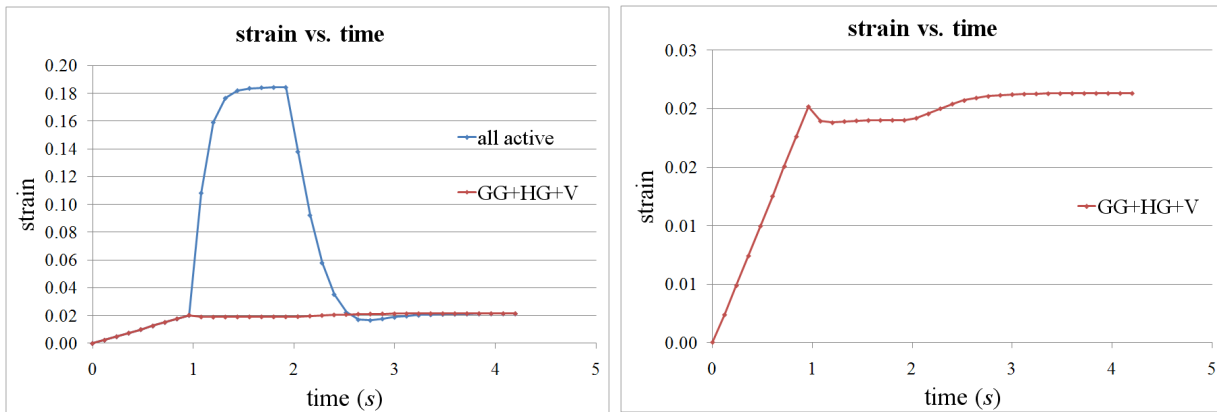 strain vs. time
0.20
0.18
0.16
0.14
0.12
0.10
0.08
0.06
0.04
0.02
0.00
strain
all active
GG+HG+V
0 1 2 3 4 5
time (s)
strain vs. time
0.03
0.02
0.02
0.01
0.01
0.00
strain
GG+HG+V
0 1 2 3 4 5
time (s)